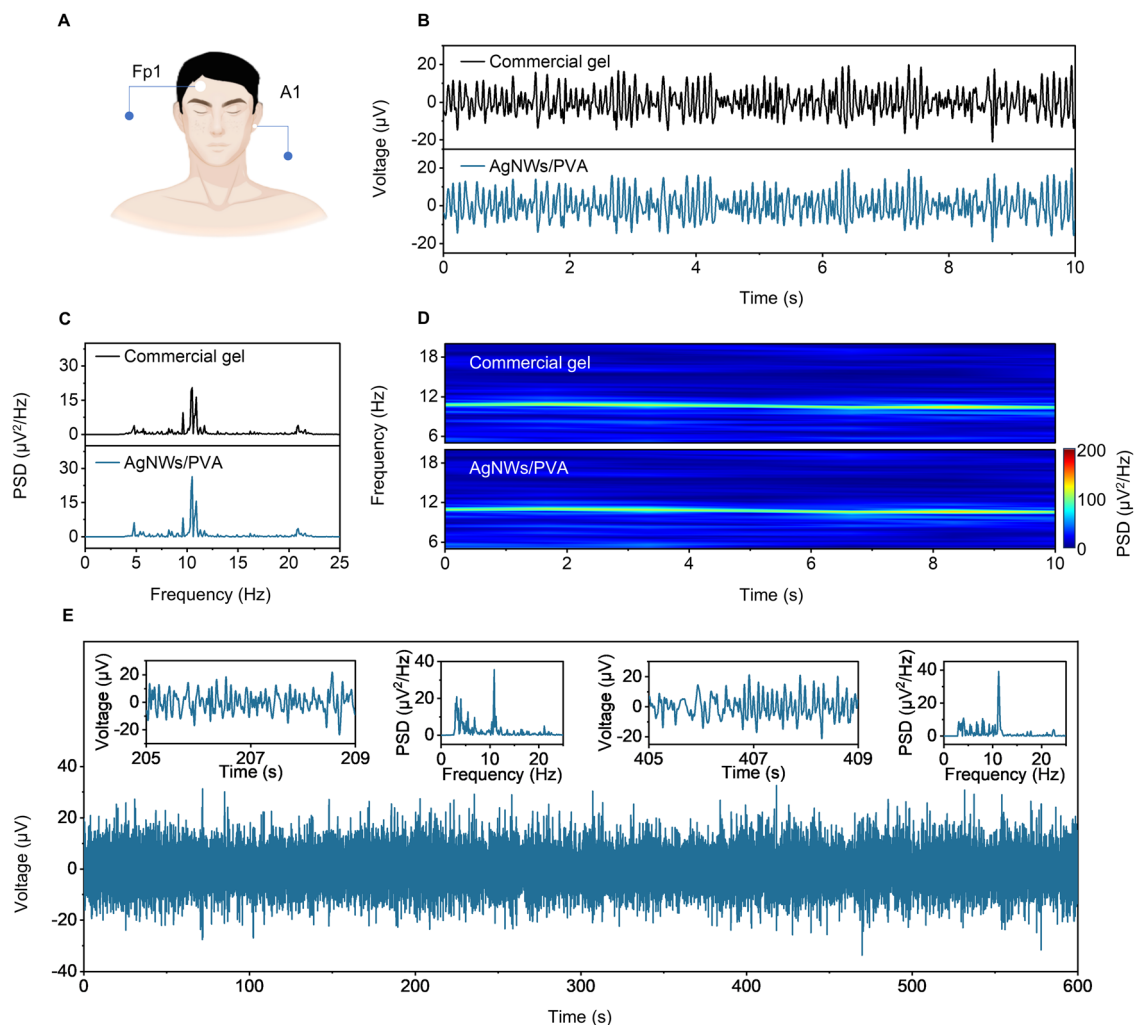 A
Fp1
A1
B
Commercial gel
AgNWs/PVA
Voltage (µV)
20
0
-20
20
0
-20
0 2 4 6 8 10
Time (s)
C
Commercial gel
AgNWs/PVA
PSD (µV²/Hz)
30
15
0
30
15
0
0 5 10 15 20 25
Frequency (Hz)
D
Commercial gel
AgNWs/PVA
Frequency (Hz)
18
12
6
18
12
6
0 2 4 6 8 10
Time (s)
200
100
0
PSD (µV²/Hz)
E
Voltage (µV)
20
0
-20
205 207 209
Time (s)
PSD (µV²/Hz)
40
20
0
0 10 20
Frequency (Hz)
Voltage (µV)
20
0
-20
405 407 409
Time (s)
PSD (µV²/Hz)
40
20
0
0 10 20
Frequency (Hz)
Voltage (µV)
40
20
0
-20
-40
0 100 200 300 400 500 600
Time (s)